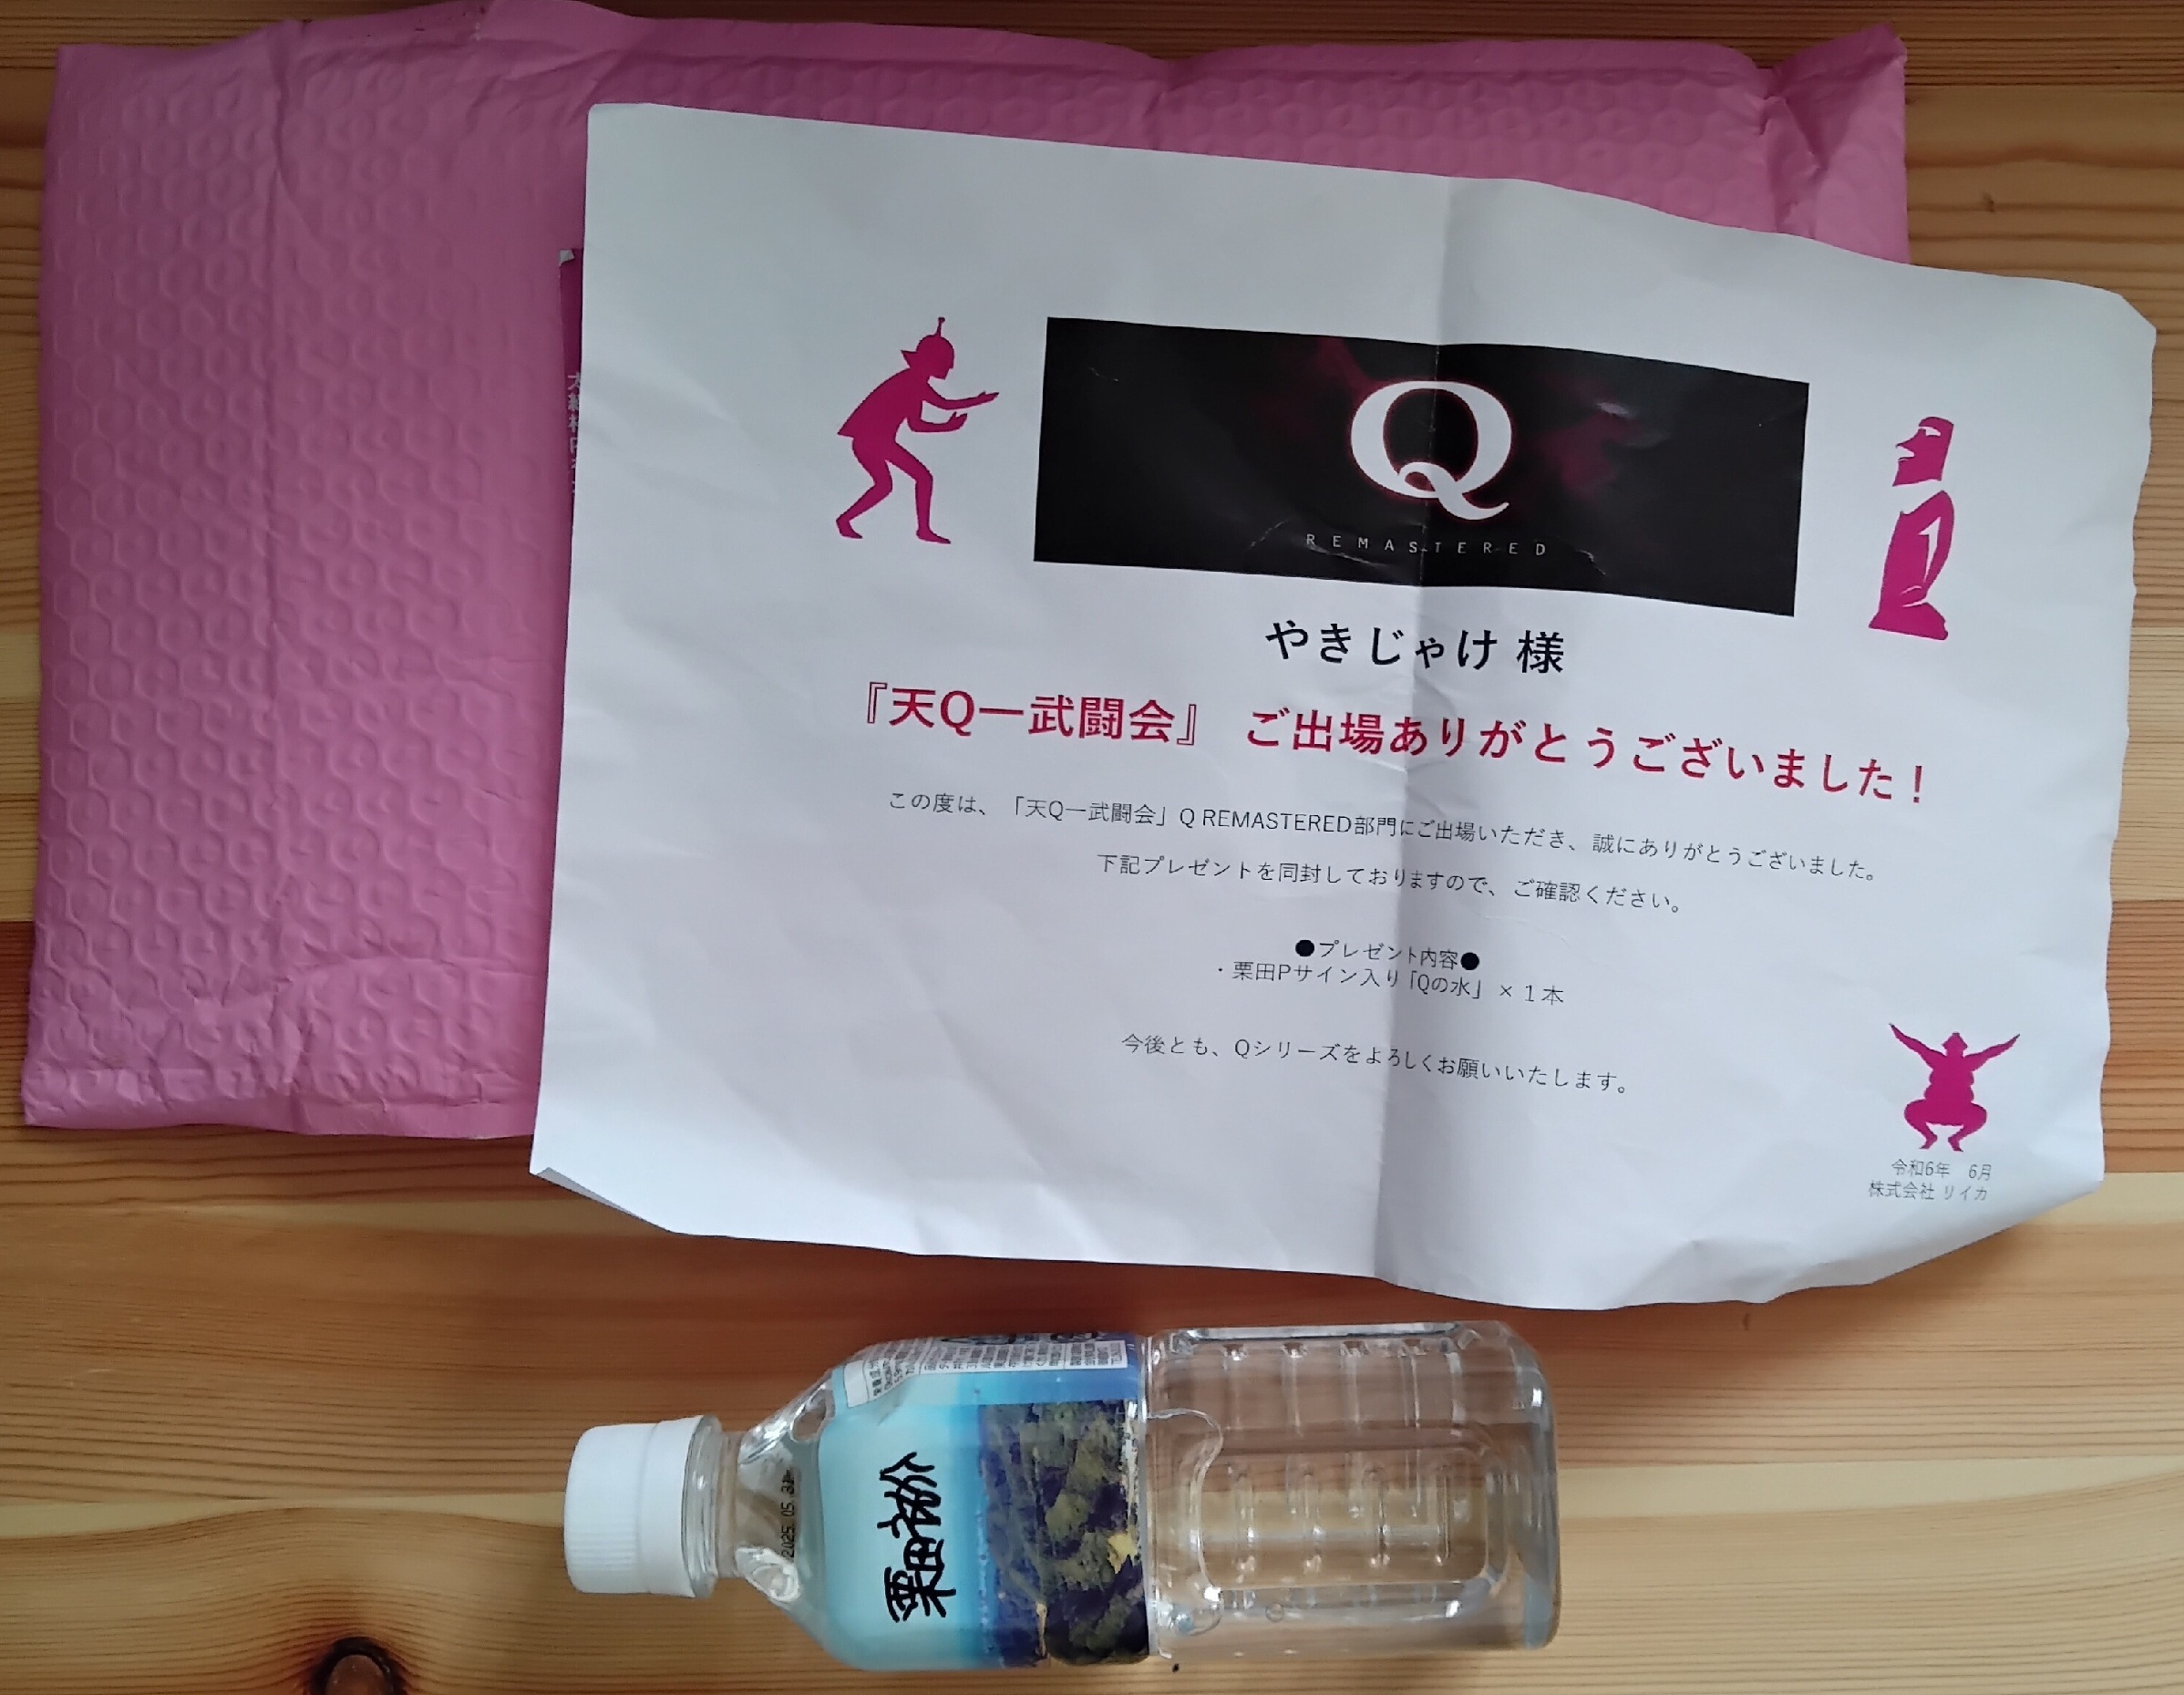 Q
REMASTERED
やきじゃけ 様
『天Q一武闘会』 ご出場ありがとうございました！
この度は、「天Q一武闘会」Q REMASTERED部門にご出場いただき、誠にありがとうございました。
下記プレゼントを同封しておりますので、ご確認ください。
●プレゼント内容●
・栗田Pサイン入り「Qの水」×１本
今後とも、Qシリーズをよろしくお願いいたします。
令和6年　6月
株式会社 リイカ
2025.05.31
栗田